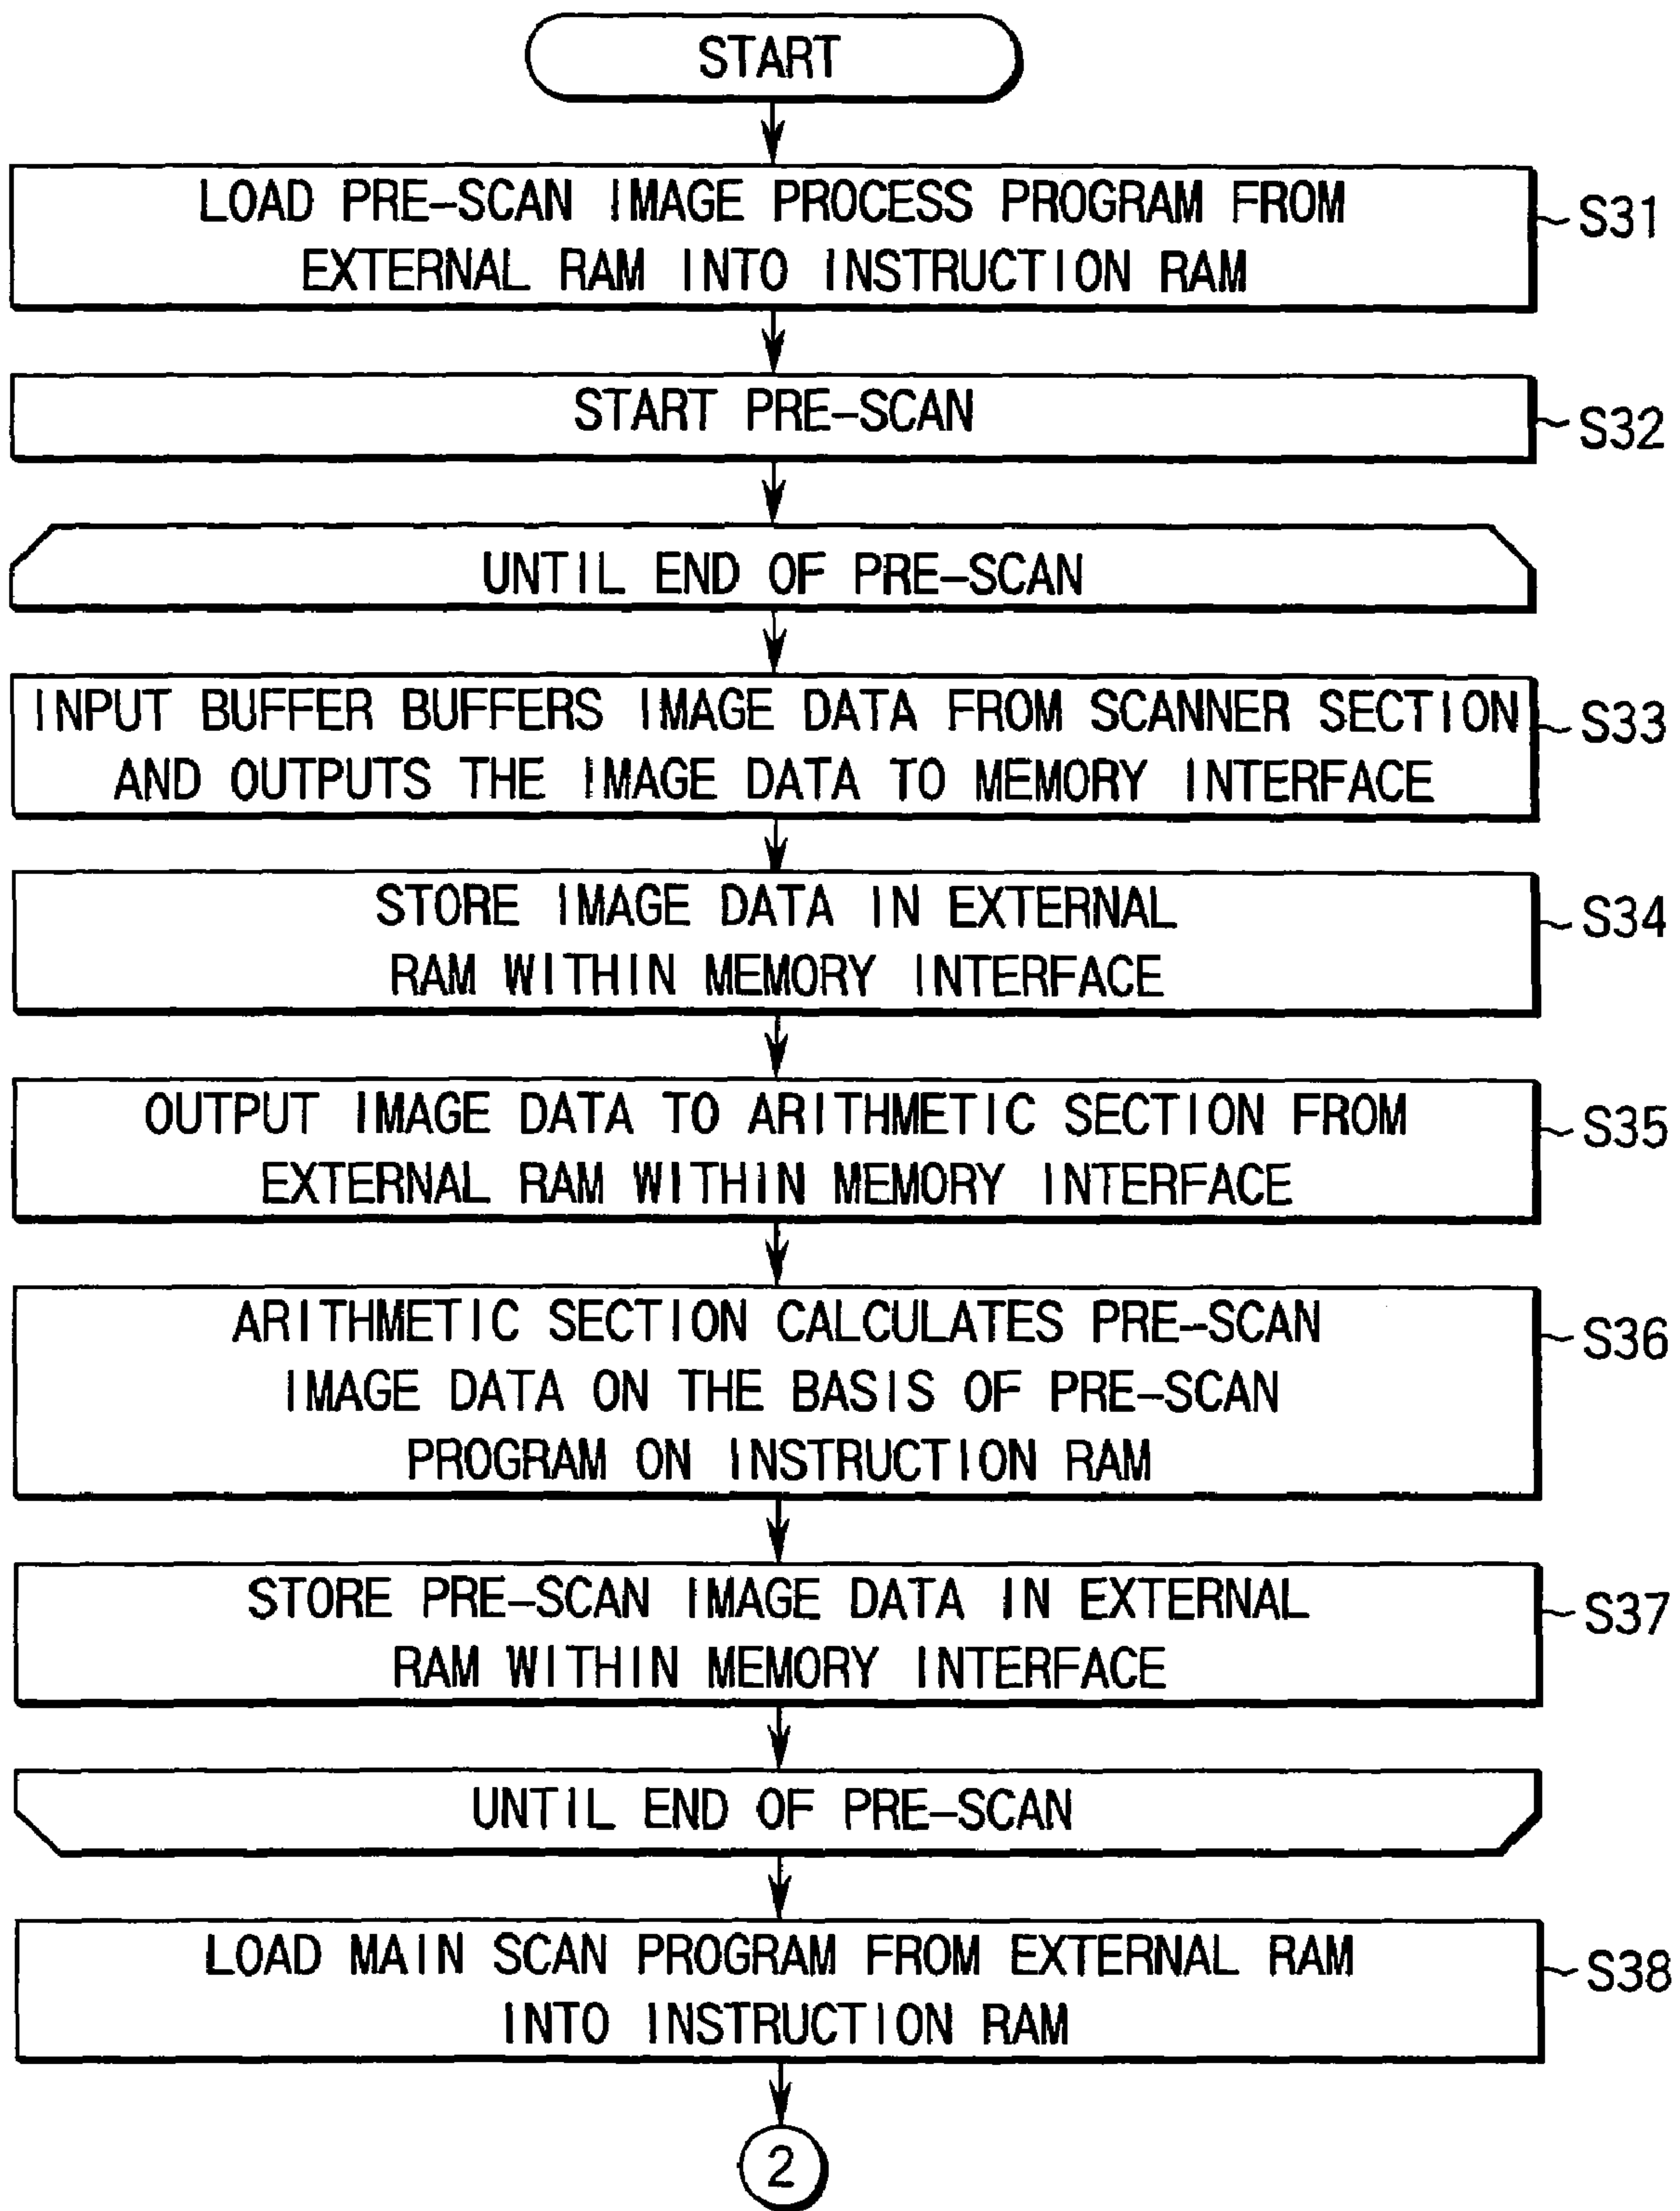 START
LOAD PRE-SCAN IMAGE PROCESS PROGRAM FROM
EXTERNAL RAM INTO INSTRUCTION RAM
S31
START PRE-SCAN
S32
UNTIL END OF PRE-SCAN
INPUT BUFFER BUFFERS IMAGE DATA FROM SCANNER SECTION
AND OUTPUTS THE IMAGE DATA TO MEMORY INTERFACE
S33
STORE IMAGE DATA IN EXTERNAL
RAM WITHIN MEMORY INTERFACE
S34
OUTPUT IMAGE DATA TO ARITHMETIC SECTION FROM
EXTERNAL RAM WITHIN MEMORY INTERFACE
S35
ARITHMETIC SECTION CALCULATES PRE-SCAN
IMAGE DATA ON THE BASIS OF PRE-SCAN
PROGRAM ON INSTRUCTION RAM
S36
STORE PRE-SCAN IMAGE DATA IN EXTERNAL
RAM WITHIN MEMORY INTERFACE
S37
UNTIL END OF PRE-SCAN
LOAD MAIN SCAN PROGRAM FROM EXTERNAL RAM
INTO INSTRUCTION RAM
S38
2